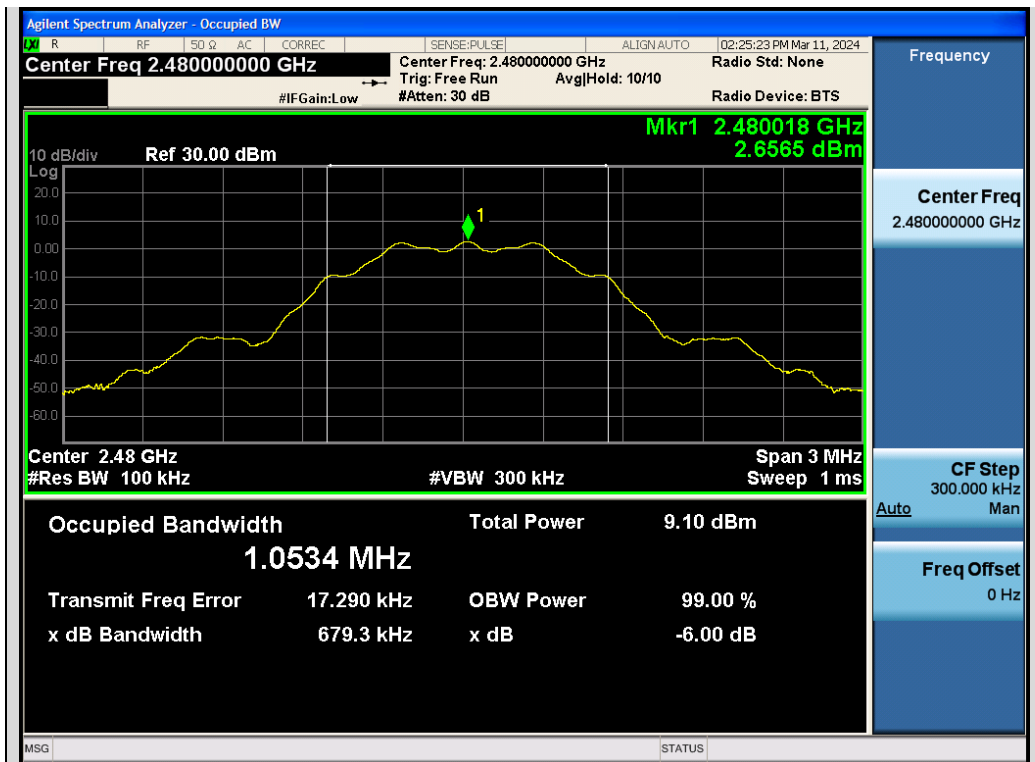 Agilent Spectrum Analyzer - Occupied BW
LXI R RF 50 Ω AC CORREC SENSE:PULSE ALIGN AUTO 02:25:23 PM Mar 11, 2024
Center Freq 2.480000000 GHz
Center Freq: 2.480000000 GHz Radio Std: None
Trig: Free Run Avg|Hold: 10/10
#IFGain:Low #Atten: 30 dB Radio Device: BTS
Mkr1 2.480018 GHz
2.6565 dBm
10 dB/div Ref 30.00 dBm
Log
20.0
10.0
0.00
-10.0
-20.0
-30.0
-40.0
-50.0
-60.0
1
Center 2.48 GHz Span 3 MHz
#Res BW 100 kHz #VBW 300 kHz Sweep 1 ms
Occupied Bandwidth Total Power 9.10 dBm
1.0534 MHz
Transmit Freq Error 17.290 kHz OBW Power 99.00 %
x dB Bandwidth 679.3 kHz x dB -6.00 dB
Frequency
Center Freq
2.480000000 GHz
CF Step
300.000 kHz
Auto Man
Freq Offset
0 Hz
MSG STATUS